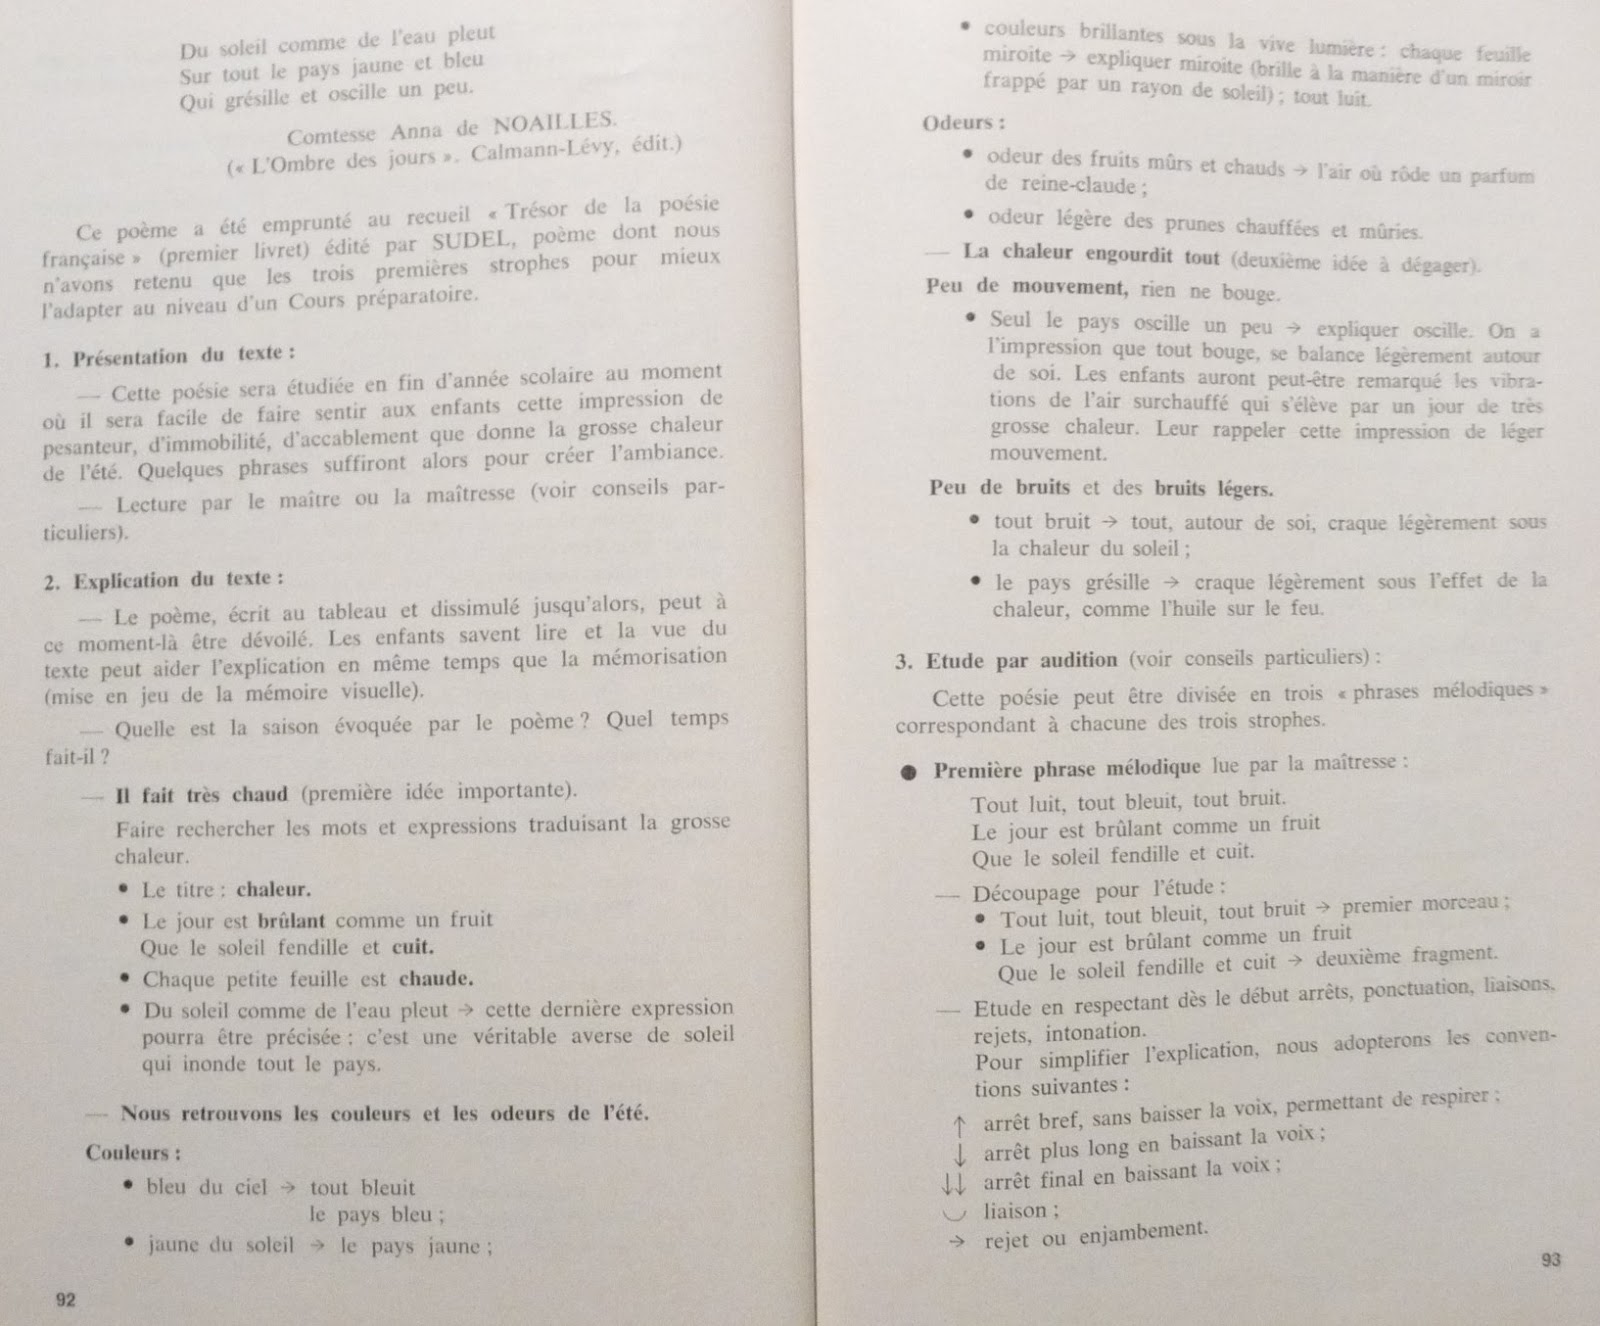 Du soleil comme de l'eau pleut
Sur tout le pays jaune et bleu
Qui grésille et oscille un peu.
Comtesse Anna de NOAILLES.
(« L'Ombre des jours ». Calmann-Lévy, édit.)
Ce poème a été emprunté au recueil « Trésor de la poésie
française » (premier livret) édité par SUDEL, poème dont nous
n'avons retenu que les trois premières strophes pour mieux
l'adapter au niveau d'un Cours préparatoire.
1. Présentation du texte :
— Cette poésie sera étudiée en fin d'année scolaire au moment
où il sera facile de faire sentir aux enfants cette impression de
pesanteur, d'immobilité, d'accablement que donne la grosse chaleur
de l'été. Quelques phrases suffiront alors pour créer l'ambiance.
— Lecture par le maître ou la maîtresse (voir conseils par-
ticuliers).
2. Explication du texte :
— Le poème, écrit au tableau et dissimulé jusqu'alors, peut à
ce moment-là être dévoilé. Les enfants savent lire et la vue du
texte peut aider l'explication en même temps que la mémorisation
(mise en jeu de la mémoire visuelle).
— Quelle est la saison évoquée par le poème ? Quel temps
fait-il ?
— Il fait très chaud (première idée importante).
Faire rechercher les mots et expressions traduisant la grosse
chaleur.
• Le titre : chaleur.
• Le jour est brûlant comme un fruit
Que le soleil fendille et cuit.
• Chaque petite feuille est chaude.
• Du soleil comme de l'eau pleut → cette dernière expression
pourra être précisée : c'est une véritable averse de soleil
qui inonde tout le pays.
— Nous retrouvons les couleurs et les odeurs de l'été.
Couleurs :
• bleu du ciel → tout bleuit
le pays bleu ;
• jaune du soleil → le pays jaune ;
92
• couleurs brillantes sous la vive lumière : chaque feuille
miroite → expliquer miroite (brille à la manière d'un miroir
frappé par un rayon de soleil) ; tout luit.
Odeurs :
• odeur des fruits mûrs et chauds → l'air où rôde un parfum
de reine-claude ;
• odeur légère des prunes chauffées et mûries.
— La chaleur engourdit tout (deuxième idée à dégager).
Peu de mouvement, rien ne bouge.
• Seul le pays oscille un peu → expliquer oscille. On a
l'impression que tout bouge, se balance légèrement autour
de soi. Les enfants auront peut-être remarqué les vibra-
tions de l'air surchauffé qui s'élève par un jour de très
grosse chaleur. Leur rappeler cette impression de léger
mouvement.
Peu de bruits et des bruits légers.
• tout bruit → tout, autour de soi, craque légèrement sous
la chaleur du soleil ;
• le pays grésille → craque légèrement sous l'effet de la
chaleur, comme l'huile sur le feu.
3. Etude par audition (voir conseils particuliers) :
Cette poésie peut être divisée en trois « phrases mélodiques »
correspondant à chacune des trois strophes.
● Première phrase mélodique lue par la maîtresse :
Tout luit, tout bleuit, tout bruit.
Le jour est brûlant comme un fruit
Que le soleil fendille et cuit.
— Découpage pour l'étude :
• Tout luit, tout bleuit, tout bruit → premier morceau ;
• Le jour est brûlant comme un fruit
Que le soleil fendille et cuit → deuxième fragment.
— Etude en respectant dès le début arrêts, ponctuation, liaisons,
rejets, intonation.
Pour simplifier l'explication, nous adopterons les conven-
tions suivantes :
↑ arrêt bref, sans baisser la voix, permettant de respirer ;
↓ arrêt plus long en baissant la voix ;
↓↓ arrêt final en baissant la voix ;
‿ liaison ;
→ rejet ou enjambement.
93